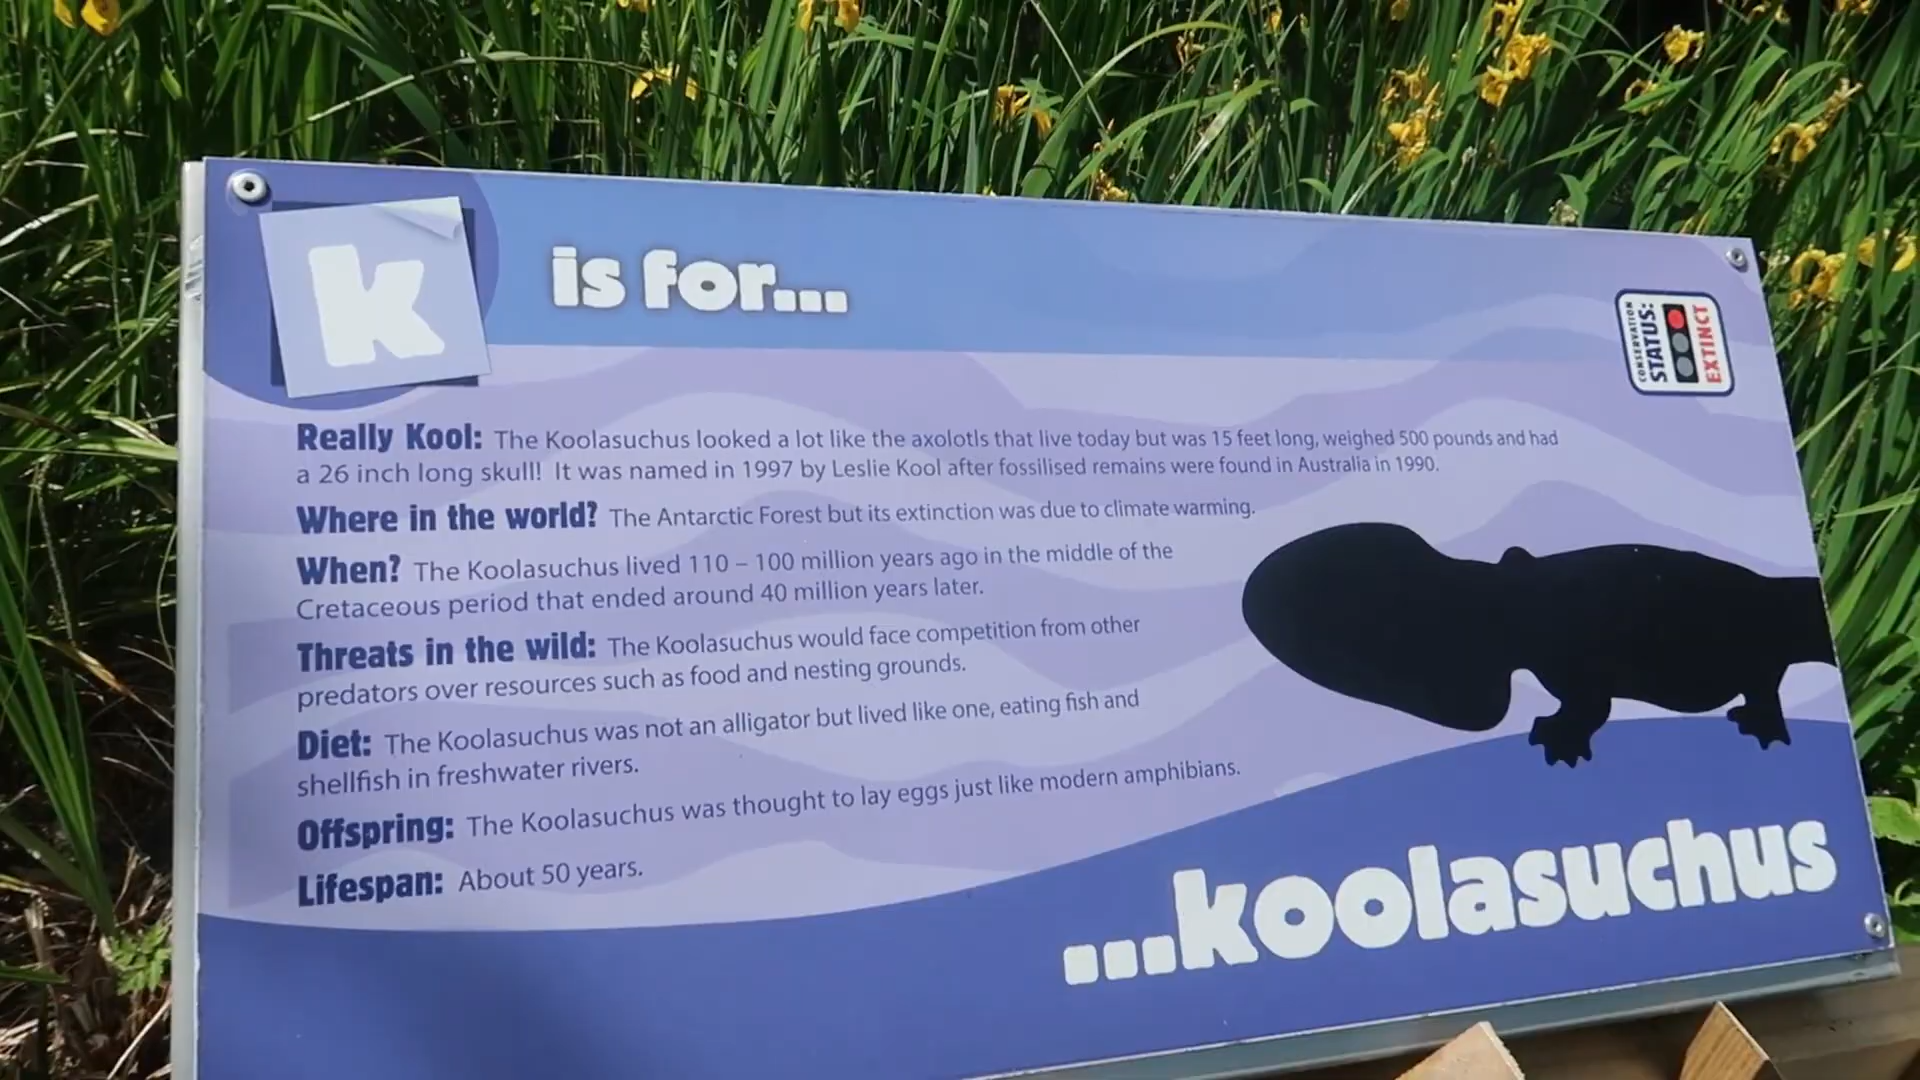 k is for...
CONSERVATION
STATUS:
EXTINCT
Really Kool: The Koolasuchus looked a lot like the axolotls that live today but was 15 feet long, weighed 500 pounds and had
a 26 inch long skull! It was named in 1997 by Leslie Kool after fossilised remains were found in Australia in 1990.
Where in the world? The Antarctic Forest but its extinction was due to climate warming.
When? The Koolasuchus lived 110 – 100 million years ago in the middle of the
Cretaceous period that ended around 40 million years later.
Threats in the wild: The Koolasuchus would face competition from other
predators over resources such as food and nesting grounds.
Diet: The Koolasuchus was not an alligator but lived like one, eating fish and
shellfish in freshwater rivers.
Offspring: The Koolasuchus was thought to lay eggs just like modern amphibians.
Lifespan: About 50 years.
...koolasuchus